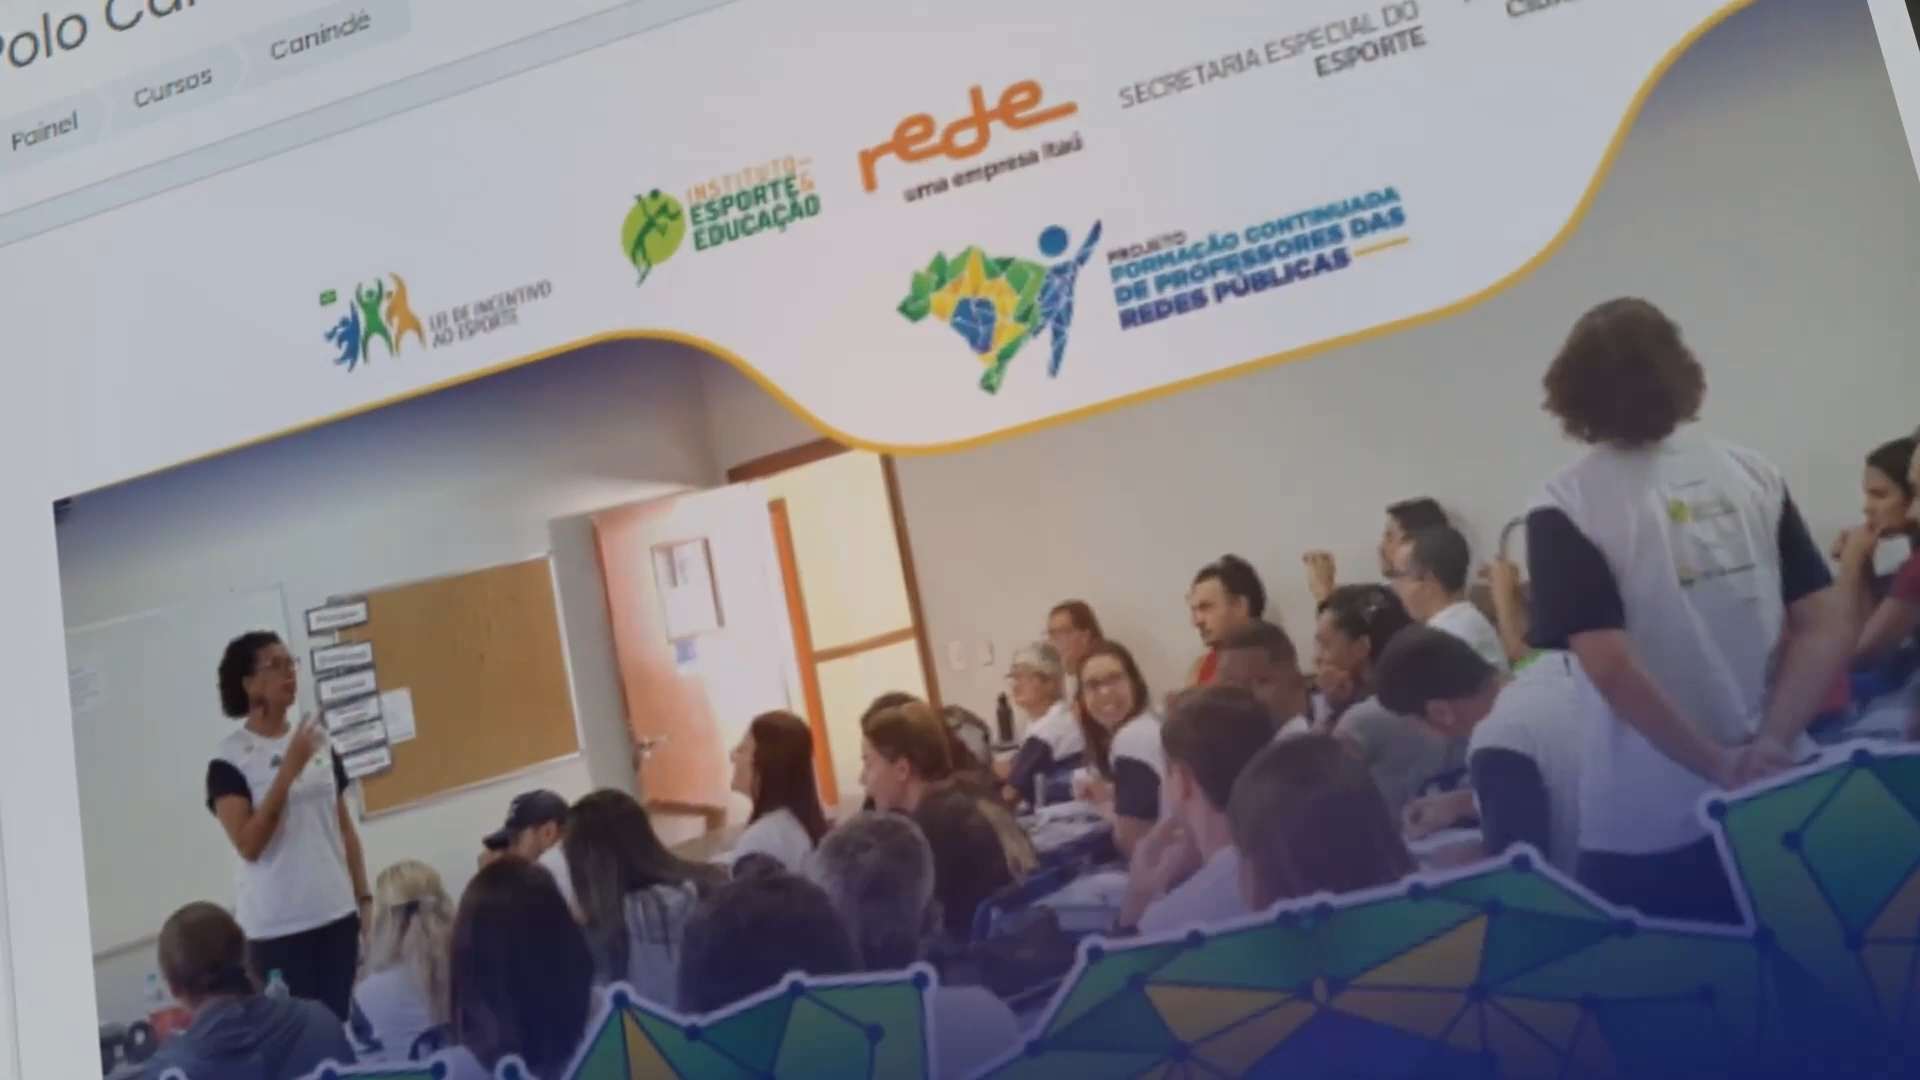 Polo
Painel
Cursos
Canindé
LEI DE INCENTIVO
AO ESPORTE
INSTITUTO
ESPORTE &
EDUCAÇÃO
rede
uma empresa Itaú
SECRETARIA ESPECIAL DO
ESPORTE
PROJETO
FORMAÇÃO CONTINUADA
DE PROFESSORES DAS
REDES PÚBLICAS